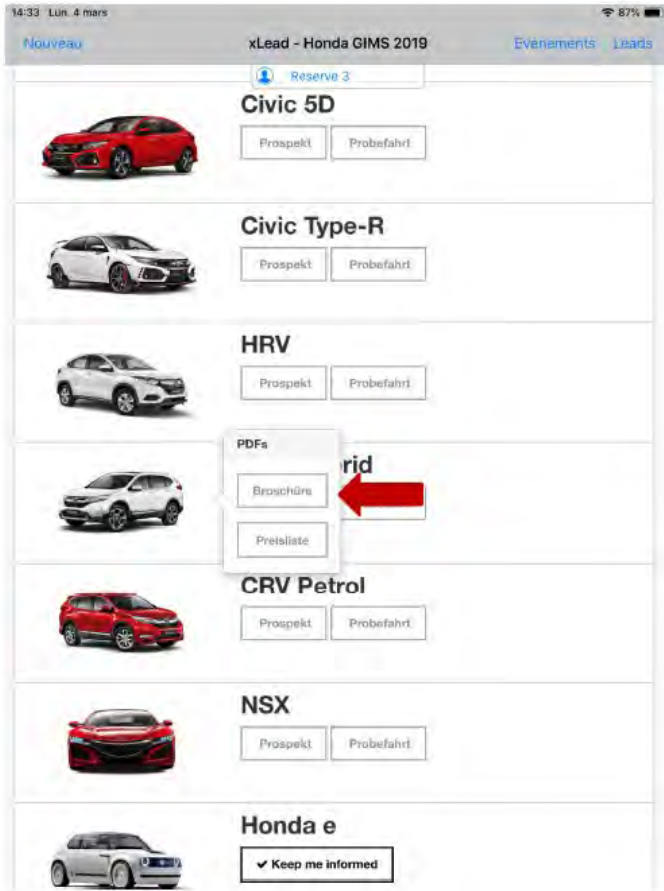 14:33 Lun. 4 mars 87%
Nouveau xLead - Honda GIMS 2019 Evénements Leads
Reserve 3
Civic 5D
Prospekt Probefahrt
Civic Type-R
Prospekt Probefahrt
HRV
Prospekt Probefahrt
PDFs
rid
Broschüre
Preisliste
CRV Petrol
Prospekt Probefahrt
NSX
Prospekt Probefahrt
Honda e
✔ Keep me informed